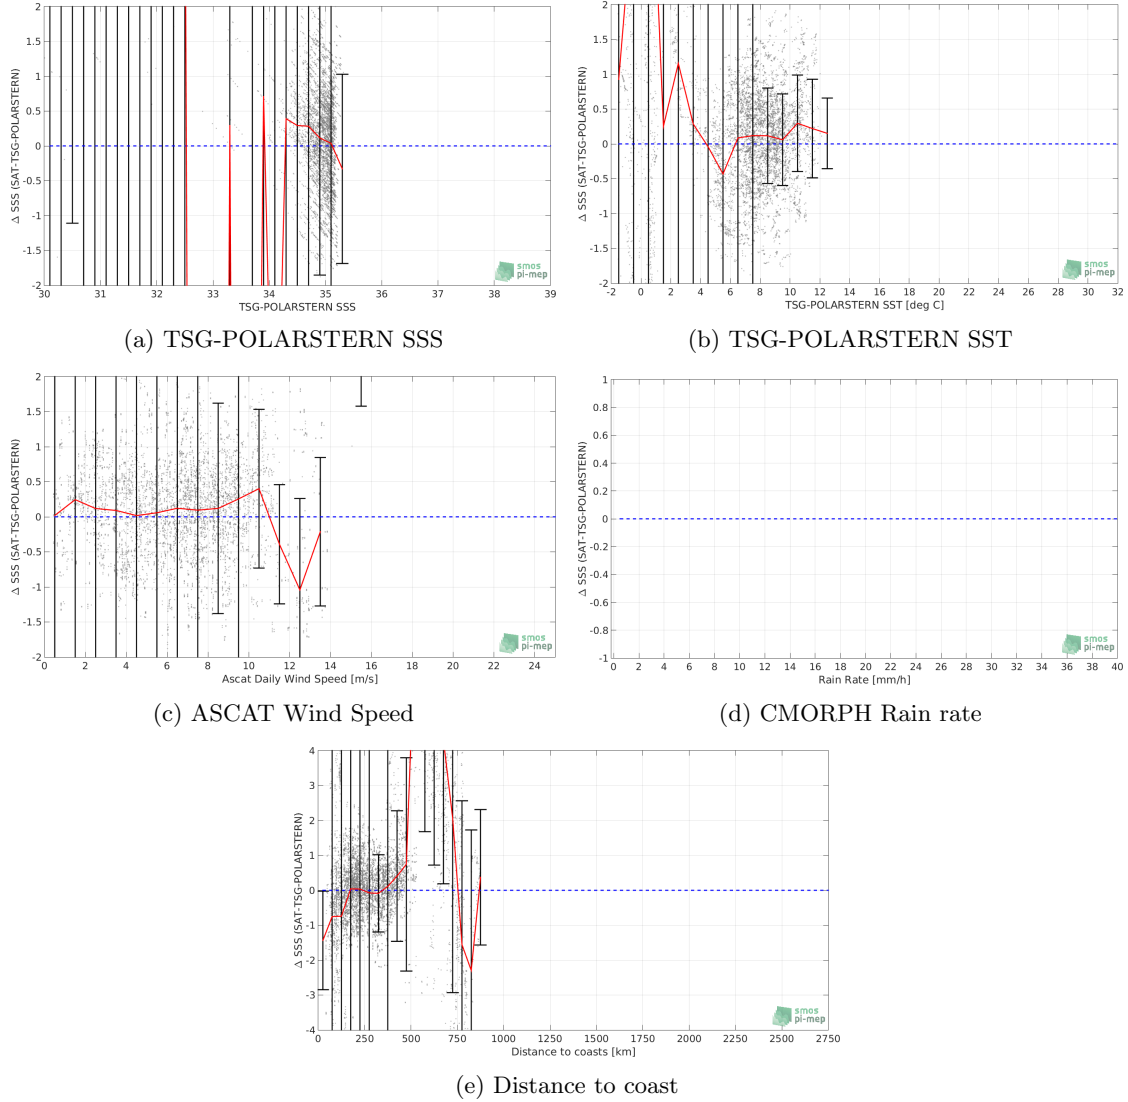 2
1.5
1
0.5
0
-0.5
-1
-1.5
-2
Δ SSS (SAT-TSG-POLARSTERN)
30 31 32 33 34 35 36 37 38 39
TSG-POLARSTERN SSS
smos
pi-mep
(a) TSG-POLARSTERN SSS
2
1.5
1
0.5
0
-0.5
-1
-1.5
-2
Δ SSS (SAT-TSG-POLARSTERN)
-2 0 2 4 6 8 10 12 14 16 18 20 22 24 26 28 30 32
TSG-POLARSTERN SST [deg C]
smos
pi-mep
(b) TSG-POLARSTERN SST
2
1.5
1
0.5
0
-0.5
-1
-1.5
-2
Δ SSS (SAT-TSG-POLARSTERN)
0 2 4 6 8 10 12 14 16 18 20 22 24
Ascat Daily Wind Speed [m/s]
smos
pi-mep
(c) ASCAT Wind Speed
1
0.8
0.6
0.4
0.2
0
-0.2
-0.4
-0.6
-0.8
-1
Δ SSS (SAT-TSG-POLARSTERN)
0 2 4 6 8 10 12 14 16 18 20 22 24 26 28 30 32 34 36 38 40
Rain Rate [mm/h]
smos
pi-mep
(d) CMORPH Rain rate
4
3
2
1
0
-1
-2
-3
-4
Δ SSS (SAT-TSG-POLARSTERN)
0 250 500 750 1000 1250 1500 1750 2000 2250 2500 2750
Distance to coasts [km]
smos
pi-mep
(e) Distance to coast